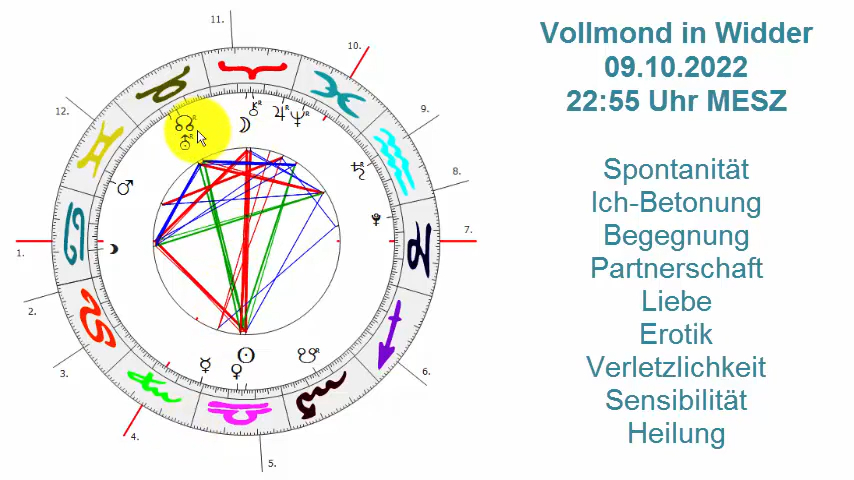 Vollmond in Widder
09.10.2022
22:55 Uhr MESZ
Spontanität
Ich-Betonung
Begegnung
Partnerschaft
Liebe
Erotik
Verletzlichkeit
Sensibilität
Heilung
11.
10.
9.
8.
7.
6.
5.
4.
3.
2.
1.
12.
R
R
R
R
R
R